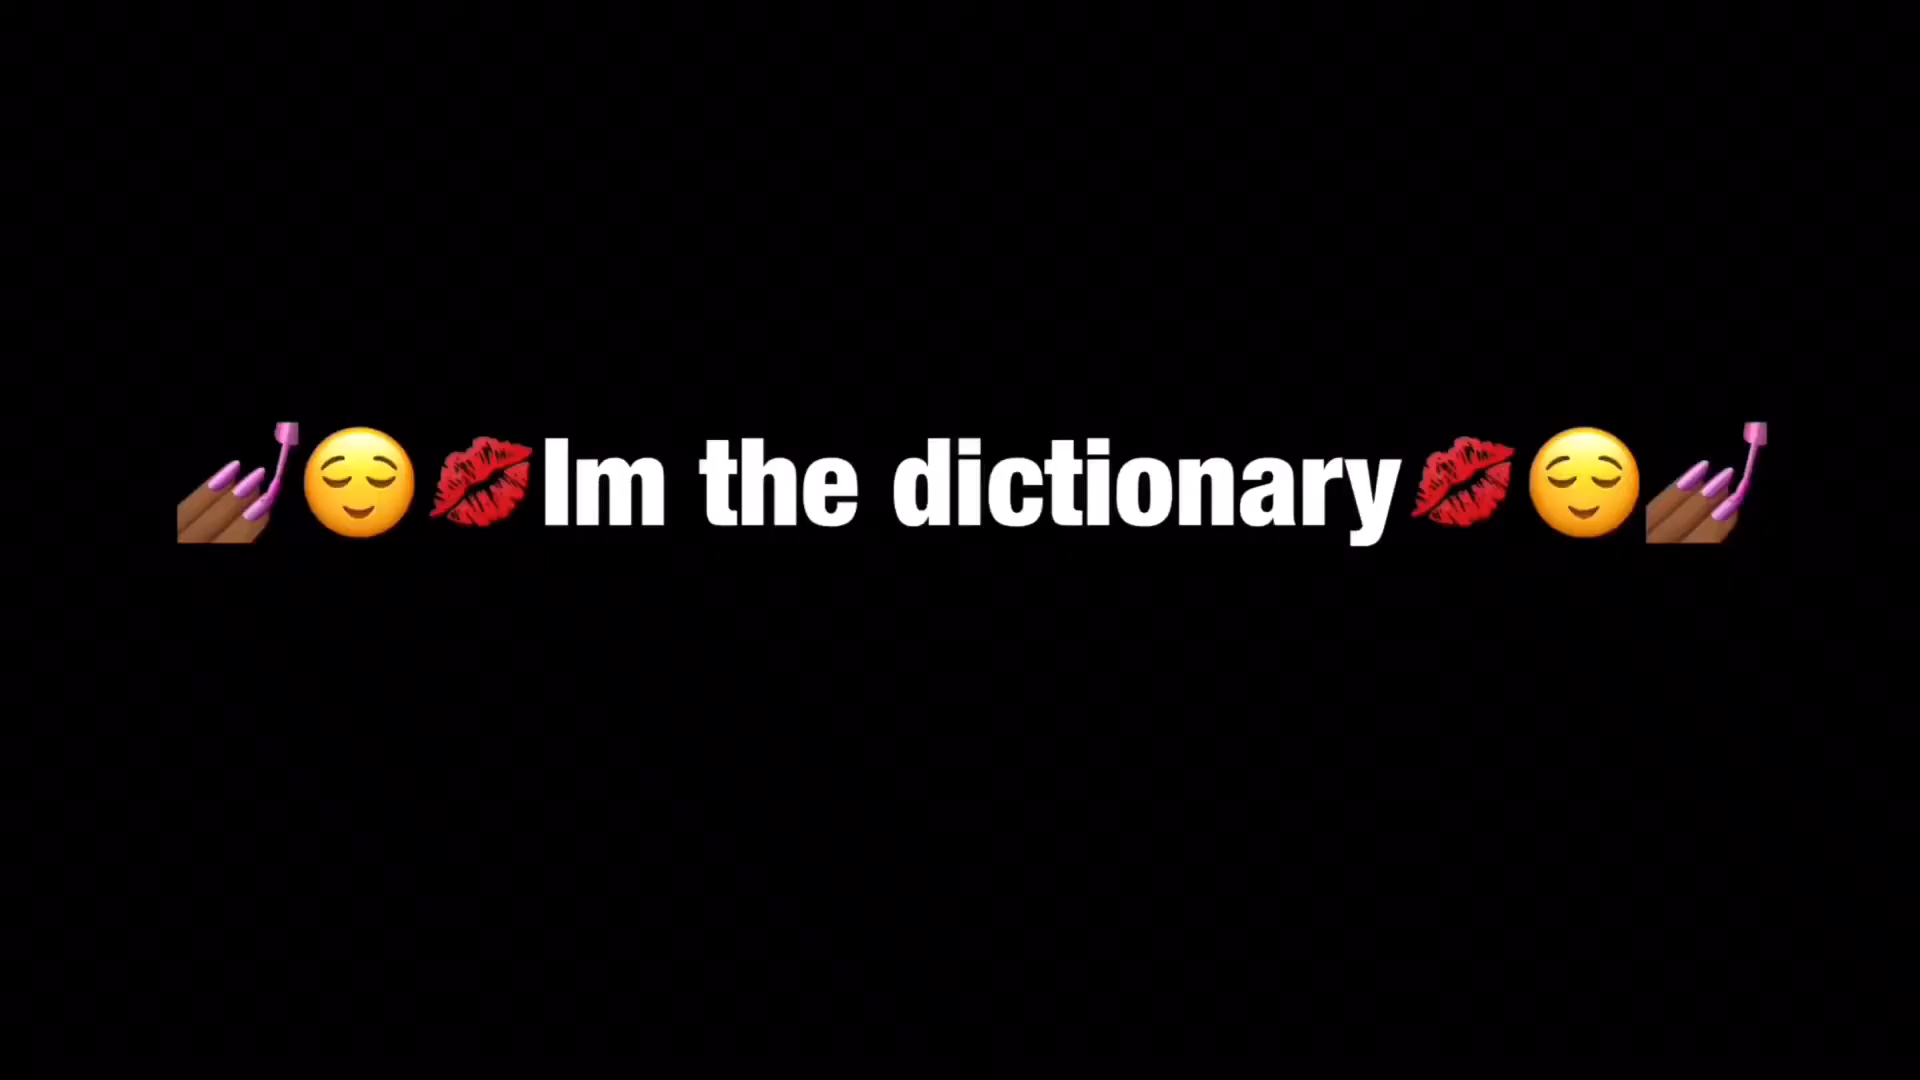 💅🏾😌💋Im the dictionary💋😌💅🏾